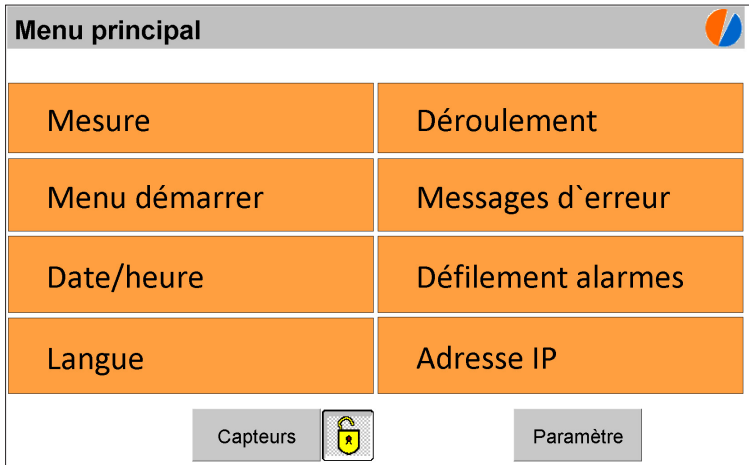 Menu principal
Mesure
Déroulement
Menu démarrer
Messages d`erreur
Date/heure
Défilement alarmes
Langue
Adresse IP
Capteurs
Paramètre